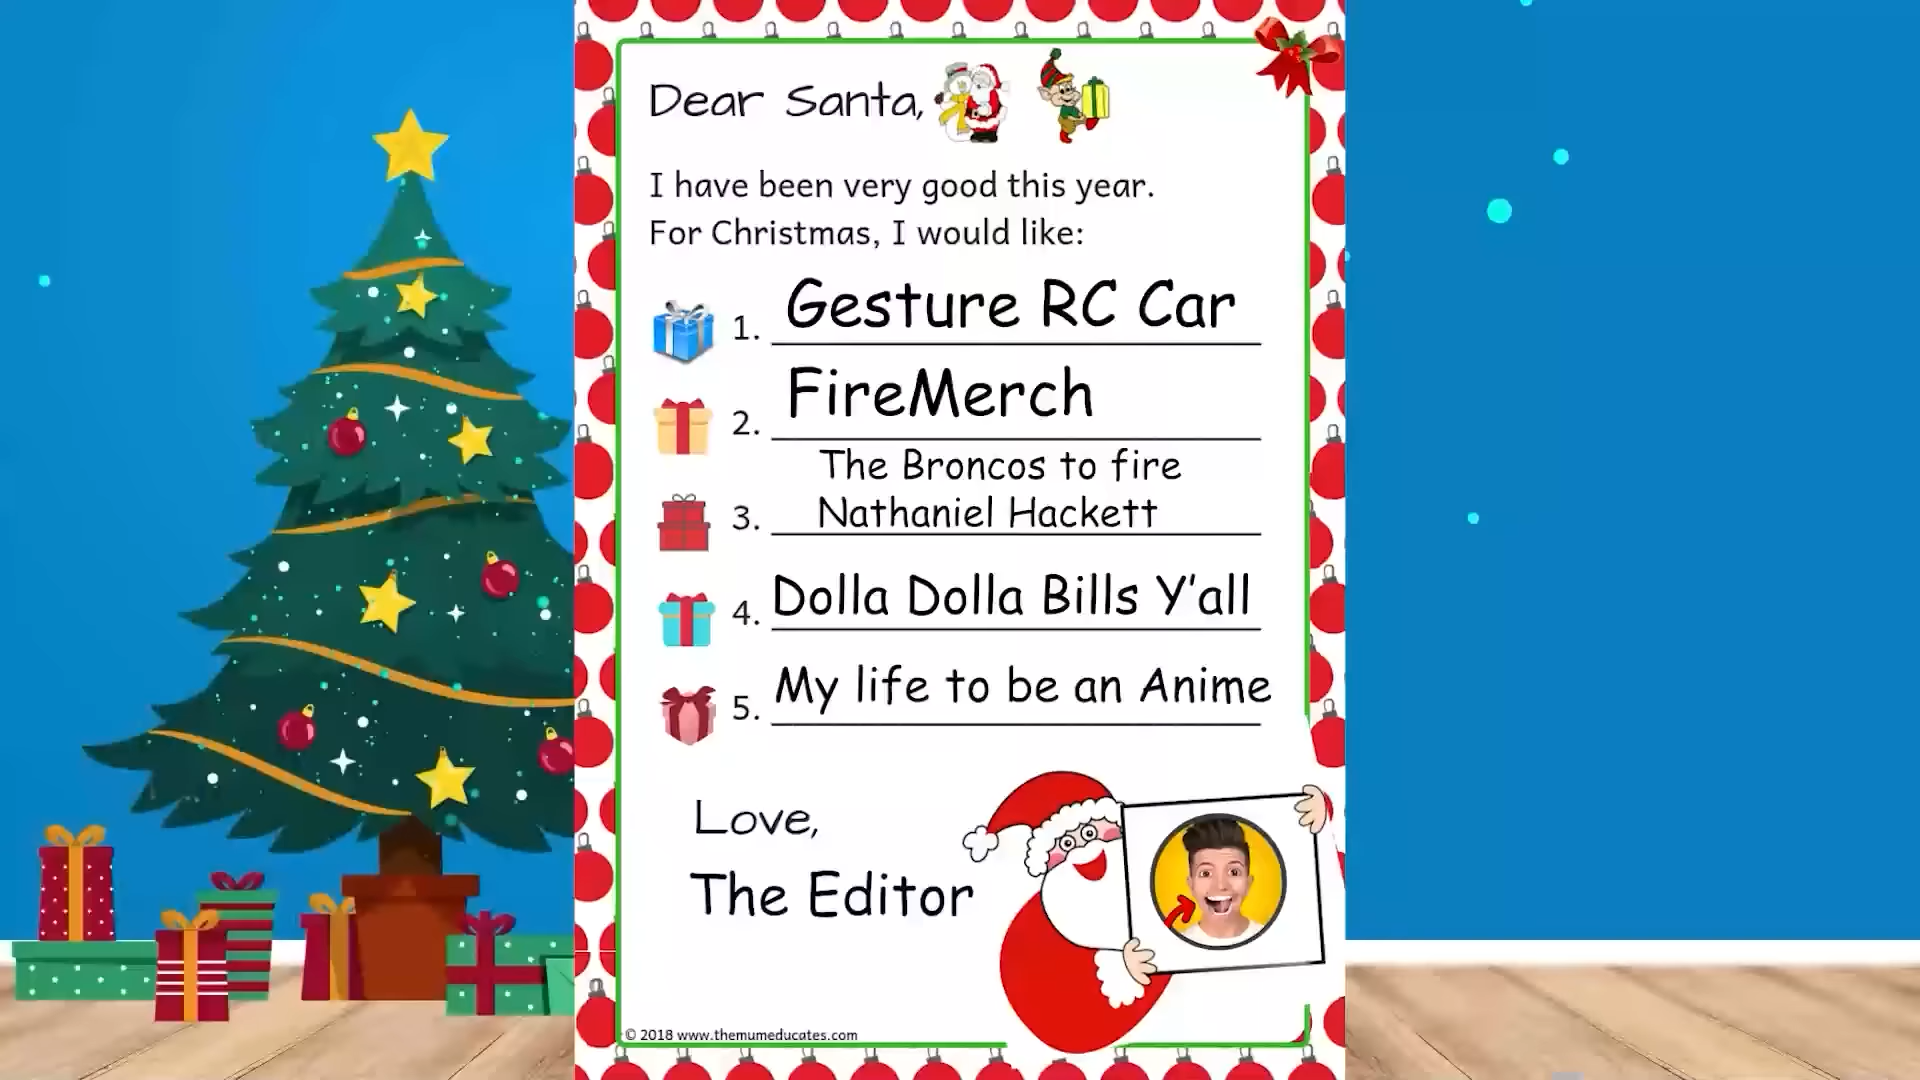 Dear Santa,
I have been very good this year.
For Christmas, I would like:
1. Gesture RC Car
2. FireMerch
The Broncos to fire
3. Nathaniel Hackett
4. Dolla Dolla Bills Y'all
5. My life to be an Anime
Love,
The Editor
© 2018 www.themumeducates.com